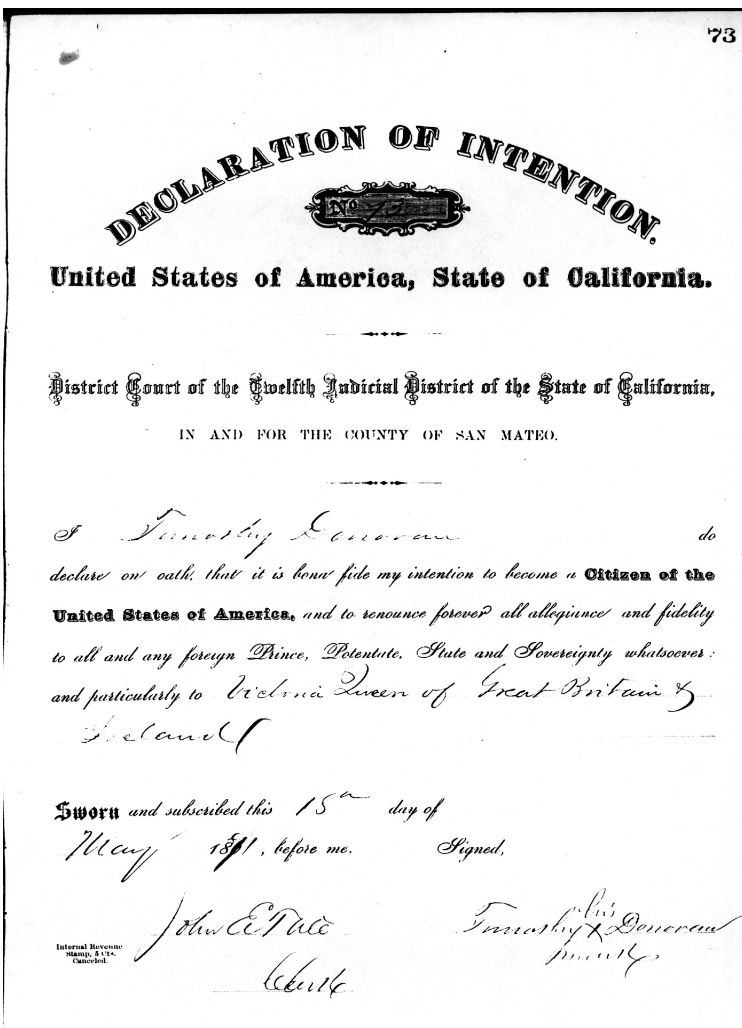 73
DECLARATION OF INTENTION.
No 73
United States of America, State of California.
District Court of the Twelfth Judicial District of the State of California,
IN AND FOR THE COUNTY OF SAN MATEO.
I Timothy Donovan do
declare on oath, that it is bona fide my intention to become a Citizen of the
United States of America, and to renounce forever all allegiance and fidelity
to all and any foreign Prince, Potentate, State and Sovereignty whatsoever:
and particularly to Victoria Queen of Great Britain &
Ireland
Sworn and subscribed this 15th day of
May 1871, before me. Signed,
his
John E Tate Timothy X Donovan
mark
Internal Revenue
Stamp, 5 Cts.
Canceled.
Clerk